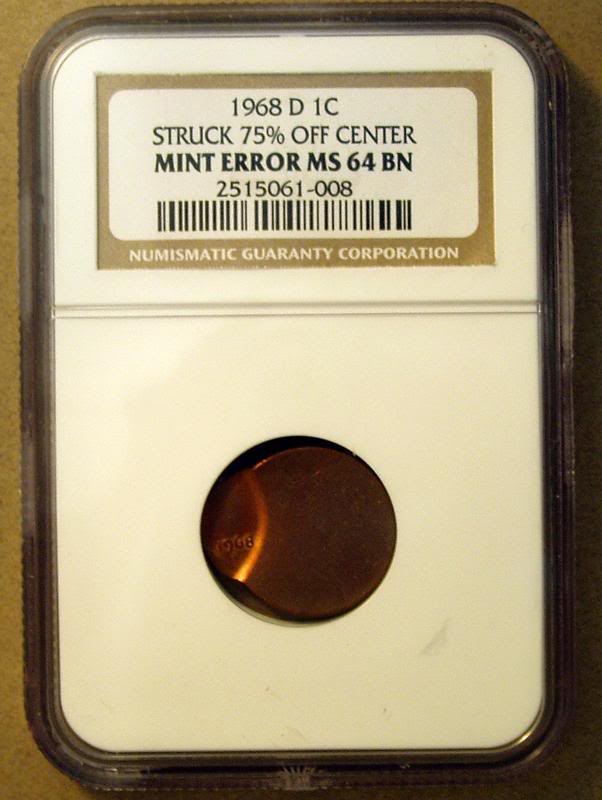 1968 D 1C
STRUCK 75% OFF CENTER
MINT ERROR MS 64 BN
2515061-008
NUMISMATIC GUARANTY CORPORATION
1968